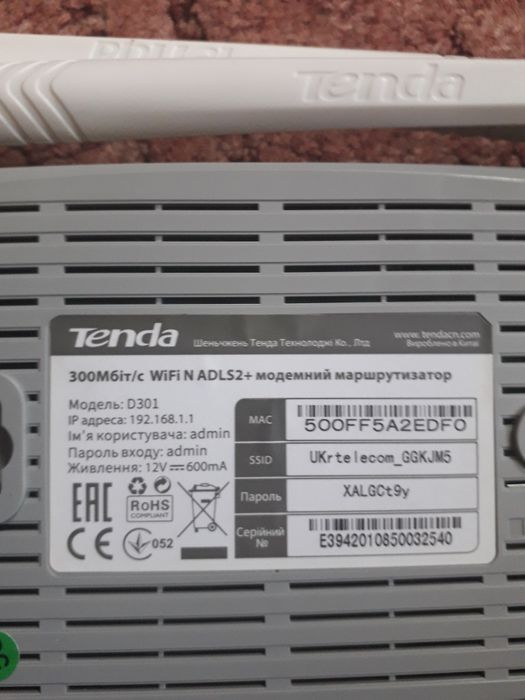 Tenda
Tenda
Шеньчжень Тенда Технолоджі Ко., Лтд
www.tendacn.com
Вироблено в Китаї
300Мбіт/с WiFi N ADLS2+ модемний маршрутизатор
Модель: D301
IP адреса: 192.168.1.1
Ім'я користувача: admin
Пароль входу: admin
Живлення: 12V⎓600mA
MAC
500FF5A2EDF0
SSID
UKrtelecom_GGKJM5
Пароль
XALGCt9y
Серійний №
E3942010850032540
EAC
RoHS
COMPLIANT
CE
052